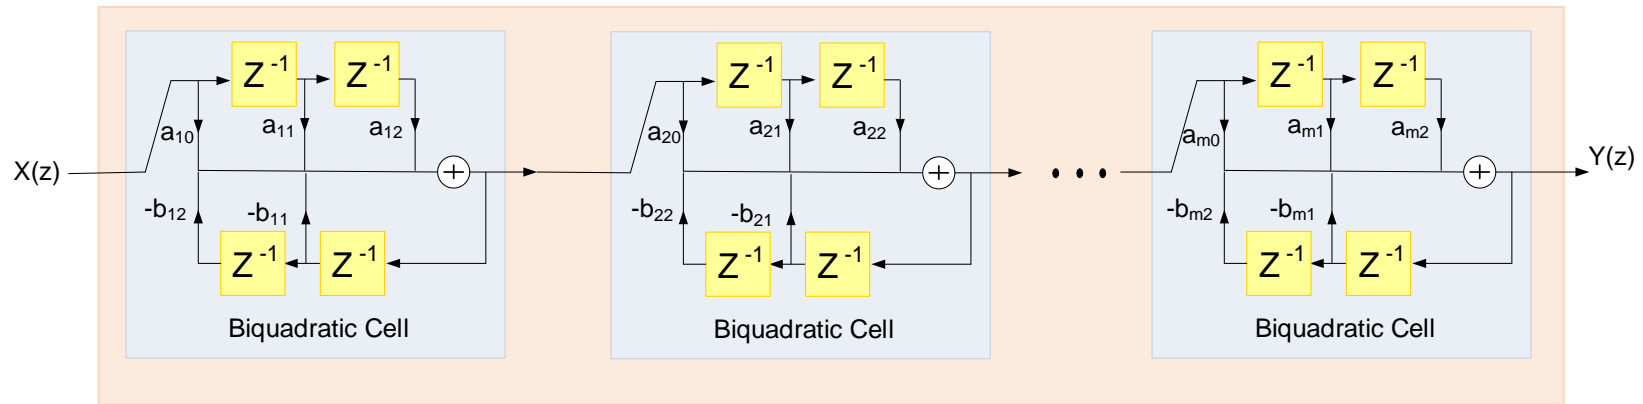 Z⁻¹ Z⁻¹ Z⁻¹ Z⁻¹ Z⁻¹ Z⁻¹
a₁₀ a₁₁ a₁₂ a₂₀ a₂₁ a₂₂ aₘ₀ aₘ₁ aₘ₂
X(z) + + • • • + Y(z)
-b₁₂ -b₁₁ -b₂₂ -b₂₁ -bₘ₂ -bₘ₁
Z⁻¹ Z⁻¹ Z⁻¹ Z⁻¹ Z⁻¹ Z⁻¹
Biquadratic Cell Biquadratic Cell Biquadratic Cell